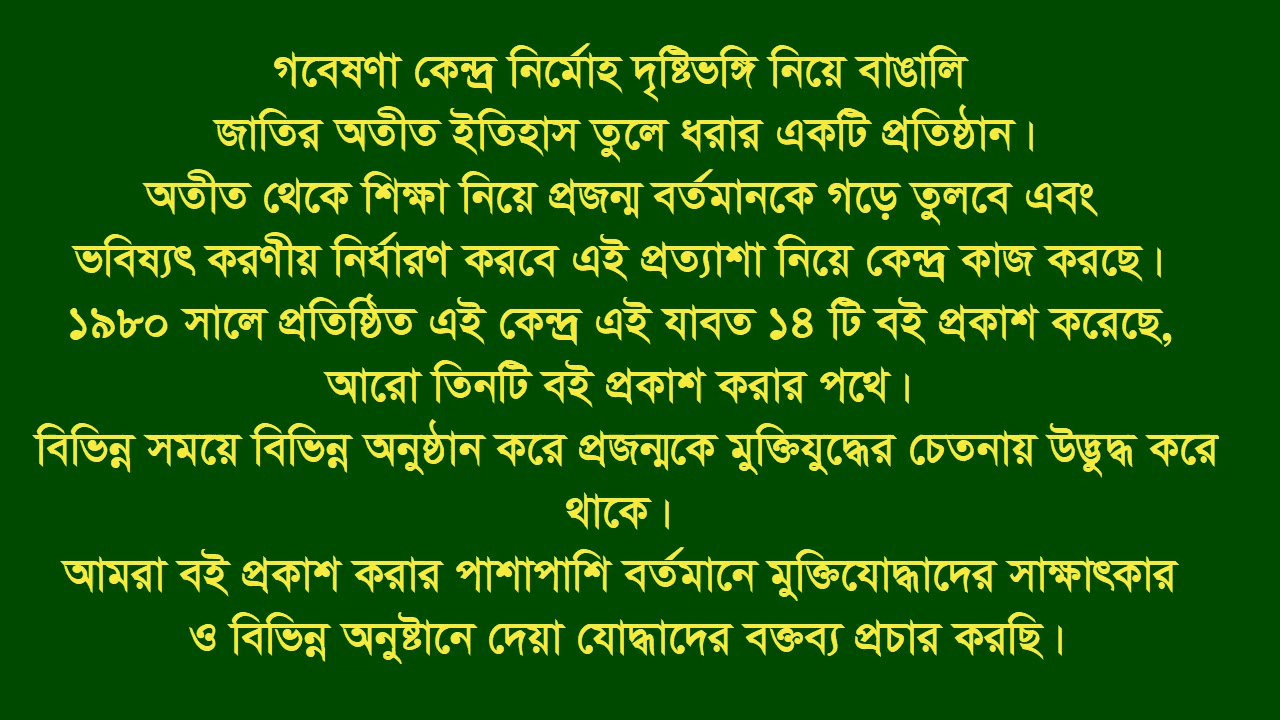 গবেষণা কেন্দ্র নির্মোহ দৃষ্টিভঙ্গি নিয়ে বাঙালি
জাতির অতীত ইতিহাস তুলে ধরার একটি প্রতিষ্ঠান।
অতীত থেকে শিক্ষা নিয়ে প্রজন্ম বর্তমানকে গড়ে তুলবে এবং
ভবিষ্যৎ করণীয় নির্ধারণ করবে এই প্রত্যাশা নিয়ে কেন্দ্র কাজ করছে।
১৯৮০ সালে প্রতিষ্ঠিত এই কেন্দ্র এই যাবত ১৪ টি বই প্রকাশ করেছে,
আরো তিনটি বই প্রকাশ করার পথে।
বিভিন্ন সময়ে বিভিন্ন অনুষ্ঠান করে প্রজন্মকে মুক্তিযুদ্ধের চেতনায় উদ্ভুদ্ধ করে
থাকে।
আমরা বই প্রকাশ করার পাশাপাশি বর্তমানে মুক্তিযোদ্ধাদের সাক্ষাৎকার
ও বিভিন্ন অনুষ্টানে দেয়া যোদ্ধাদের বক্তব্য প্রচার করছি।